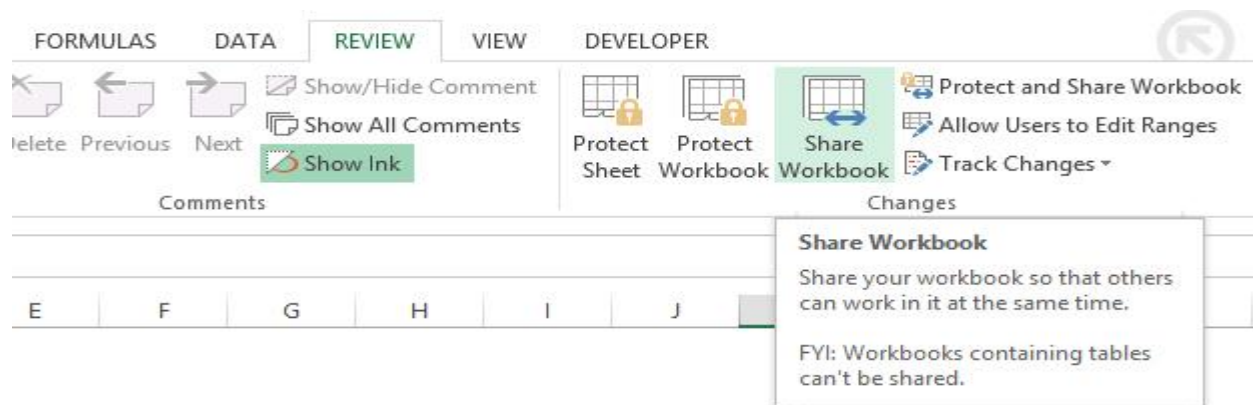 FORMULAS DATA REVIEW VIEW DEVELOPER
Show/Hide Comment
Show All Comments
Show Ink
Previous Next
Comments
Protect Sheet
Protect Workbook
Share Workbook
Protect and Share Workbook
Allow Users to Edit Ranges
Track Changes
Changes
Share Workbook
Share your workbook so that others
can work in it at the same time.
FYI: Workbooks containing tables
can't be shared.
E F G H I J